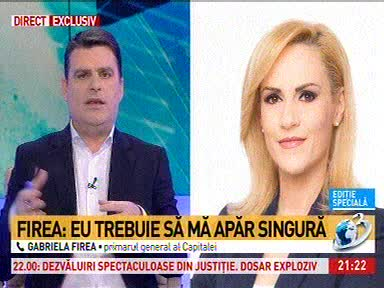 DIRECT EXCLUSIV
EDIȚIE
SPECIALĂ
3
FIREA: EU TREBUIE SĂ MĂ APĂR SINGURĂ
GABRIELA FIREA/ primarul general al Capitalei
22.00: DEZVĂLUIRI SPECTACULOASE DIN JUSTIȚIE. DOSAR EXPLOZIV
21:22